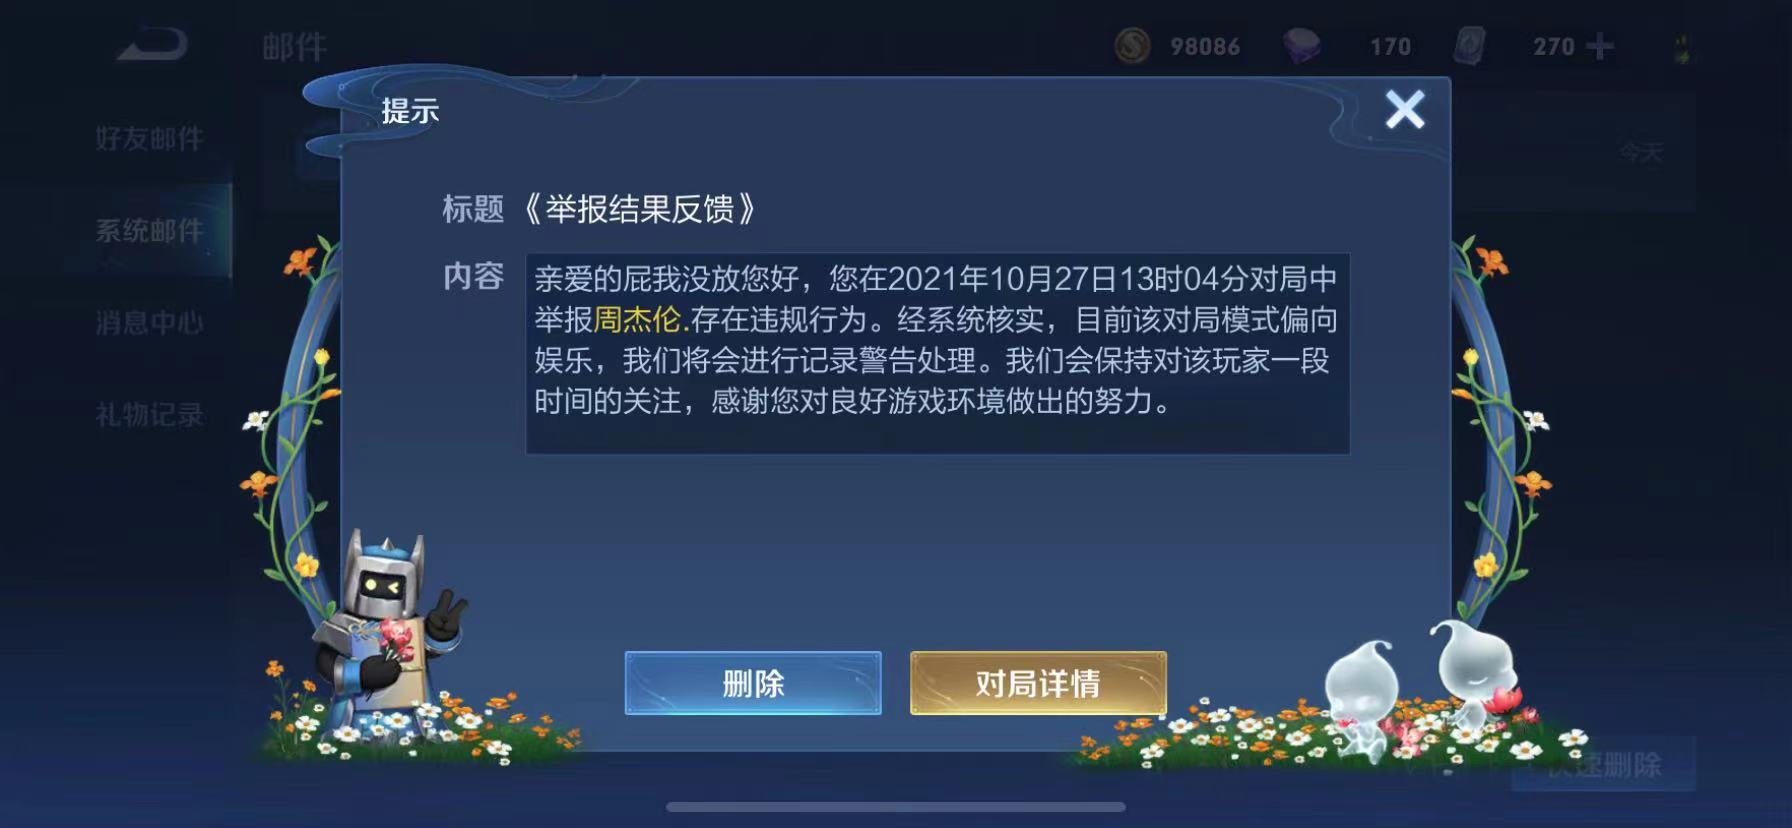 邮件
98086
170
270
提示
好友邮件
今天
标题
《举报结果反馈》
系统邮件
内容
亲爱的屁我没放您好，您在2021年10月27日13时04分对局中
举报周杰伦.存在违规行为。经系统核实，目前该对局模式偏向
娱乐，我们将会进行记录警告处理。我们会保持对该玩家一段
时间的关注，感谢您对良好游戏环境做出的努力。
消息中心
礼物记录
删除
对局详情
快速删除